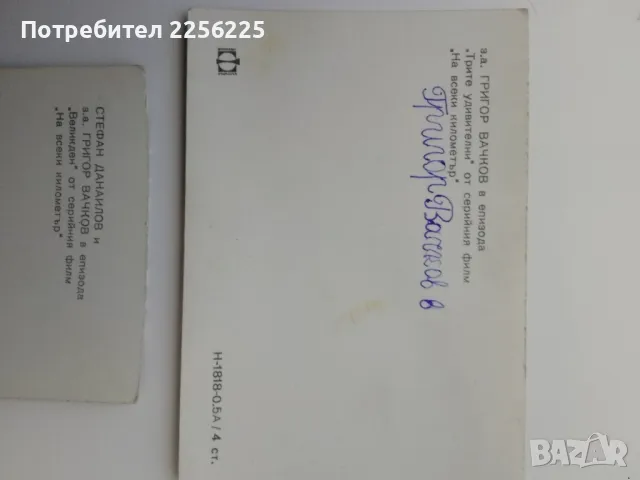 Потребител 2256225
СТЕФАН ДАНАИЛОВ и
з.а. ГРИГОР ВАЧКОВ в епизода
„Великден" от серийния филм
„На всеки километър"
з.а. ГРИГОР ВАЧКОВ в епизода
„Трите удивителни" от серийния филм
„На всеки километър"
Григор Вачков в
Н-1818-0,5А / 4 ст.
BAZAR